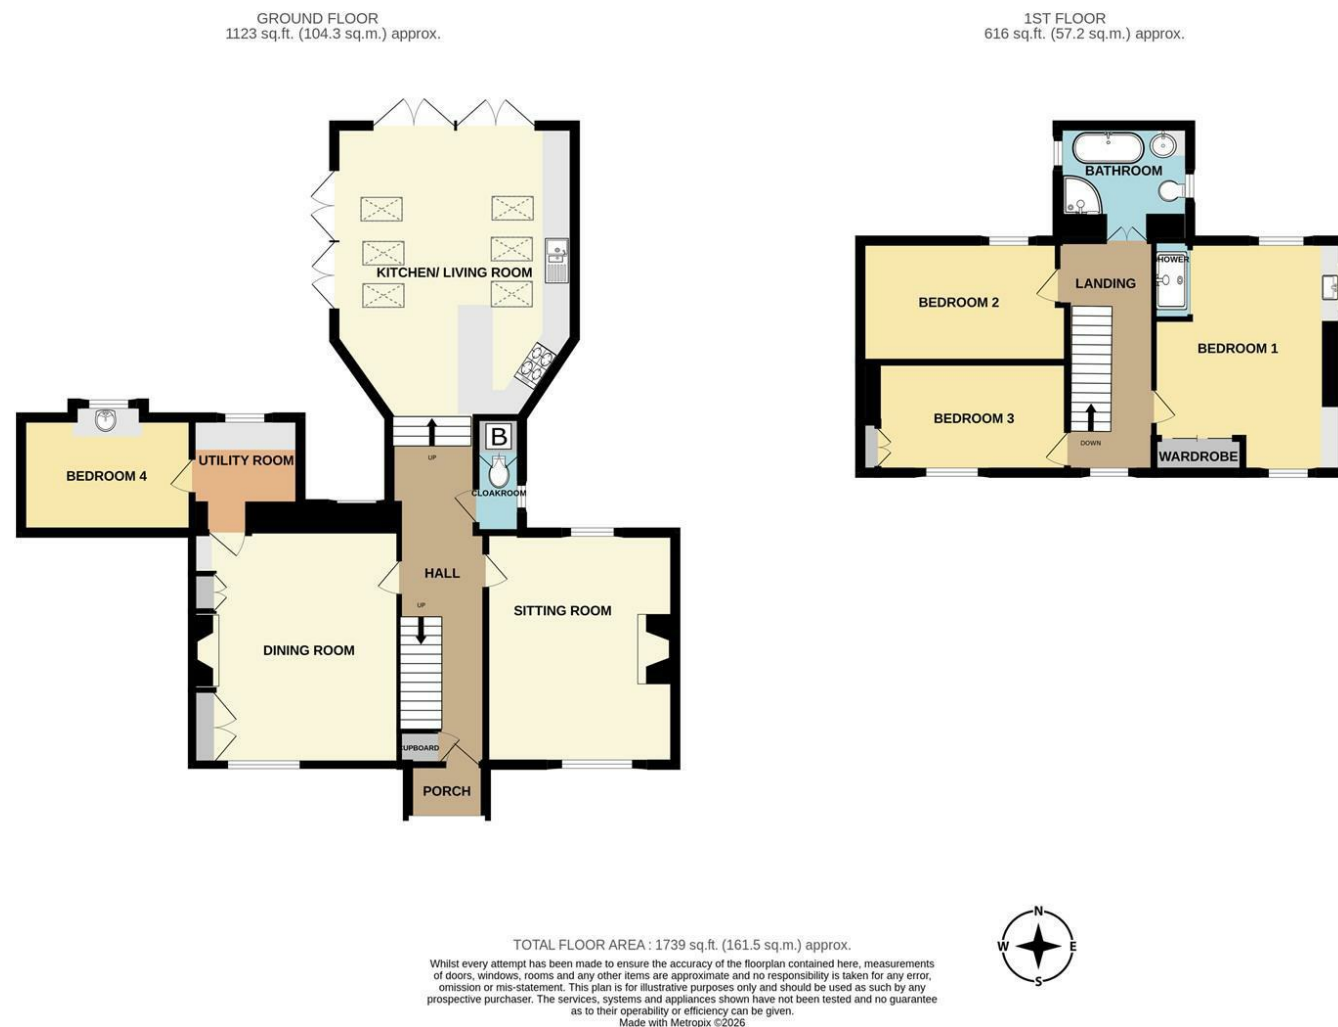 GROUND FLOOR
1123 sq.ft. (104.3 sq.m.) approx.
1ST FLOOR
616 sq.ft. (57.2 sq.m.) approx.
KITCHEN/ LIVING ROOM
BEDROOM 4
UTILITY ROOM
UP
B
CLOAKROOM
HALL
UP
SITTING ROOM
DINING ROOM
UPBOARD
PORCH
BATHROOM
LANDING
HOWER
BEDROOM 2
BEDROOM 1
BEDROOM 3
DOWN
WARDROBE
N
W E
S
TOTAL FLOOR AREA : 1739 sq.ft. (161.5 sq.m.) approx.
Whilst every attempt has been made to ensure the accuracy of the floorplan contained here, measurements
of doors, windows, rooms and any other items are approximate and no responsibility is taken for any error,
omission or mis-statement. This plan is for illustrative purposes only and should be used as such by any
prospective purchaser. The services, systems and appliances shown have not been tested and no guarantee
as to their operability or efficiency can be given.
Made with Metropix ©2026